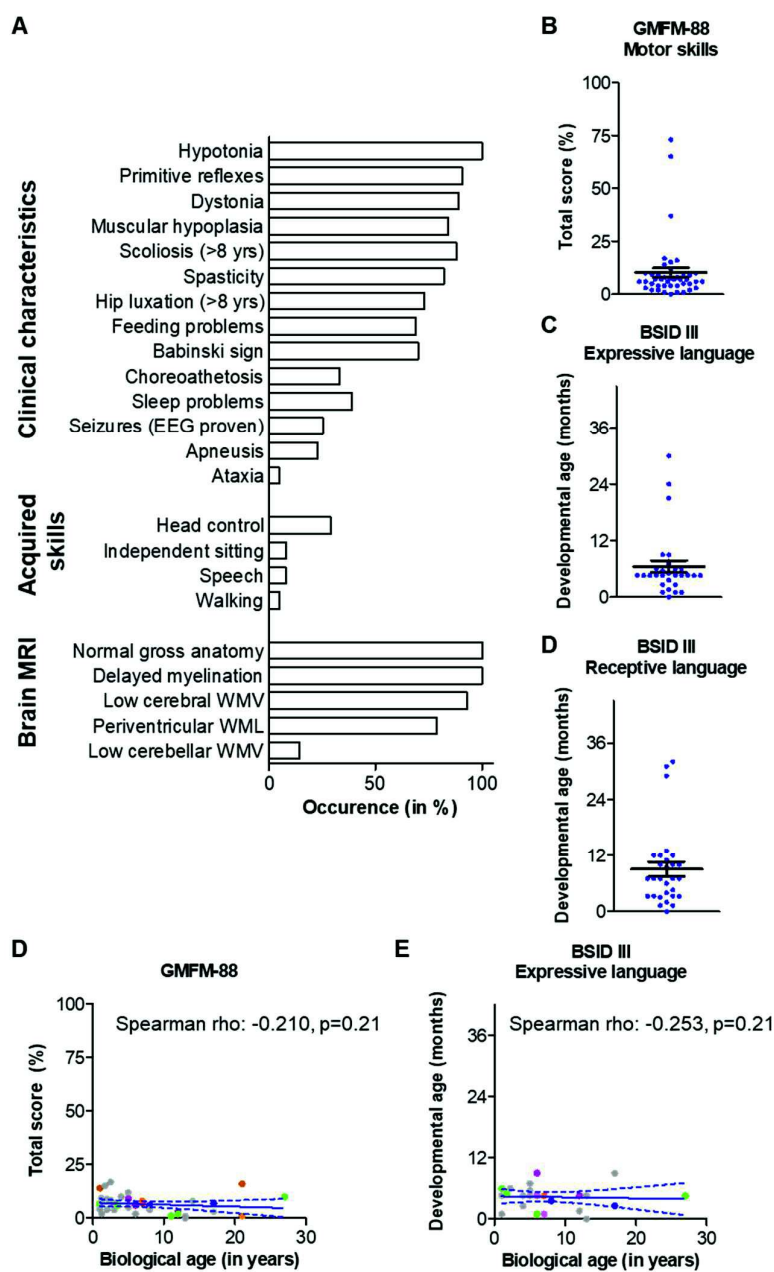 A
Clinical characteristics
Hypotonia
Primitive reflexes
Dystonia
Muscular hypoplasia
Scoliosis (>8 yrs)
Spasticity
Hip luxation (>8 yrs)
Feeding problems
Babinski sign
Choreoathetosis
Sleep problems
Seizures (EEG proven)
Apneusis
Ataxia
Acquired
skills
Head control
Independent sitting
Speech
Walking
Brain MRI
Normal gross anatomy
Delayed myelination
Low cerebral WMV
Periventricular WML
Low cerebellar WMV
0
50
100
Occurence (in %)
B
GMFM-88
Motor skills
Total score (%)
100
75
50
25
0
C
BSID III
Expressive language
Developmental age (months)
36
24
12
0
D
BSID III
Receptive language
Developmental age (months)
36
24
12
0
D
GMFM-88
Spearman rho: -0.210, p=0.21
Total score (%)
100
75
50
25
0
0
10
20
30
Biological age (in years)
E
BSID III
Expressive language
Spearman rho: -0.253, p=0.21
Developmental age (months)
36
24
12
0
0
10
20
30
Biological age (in years)